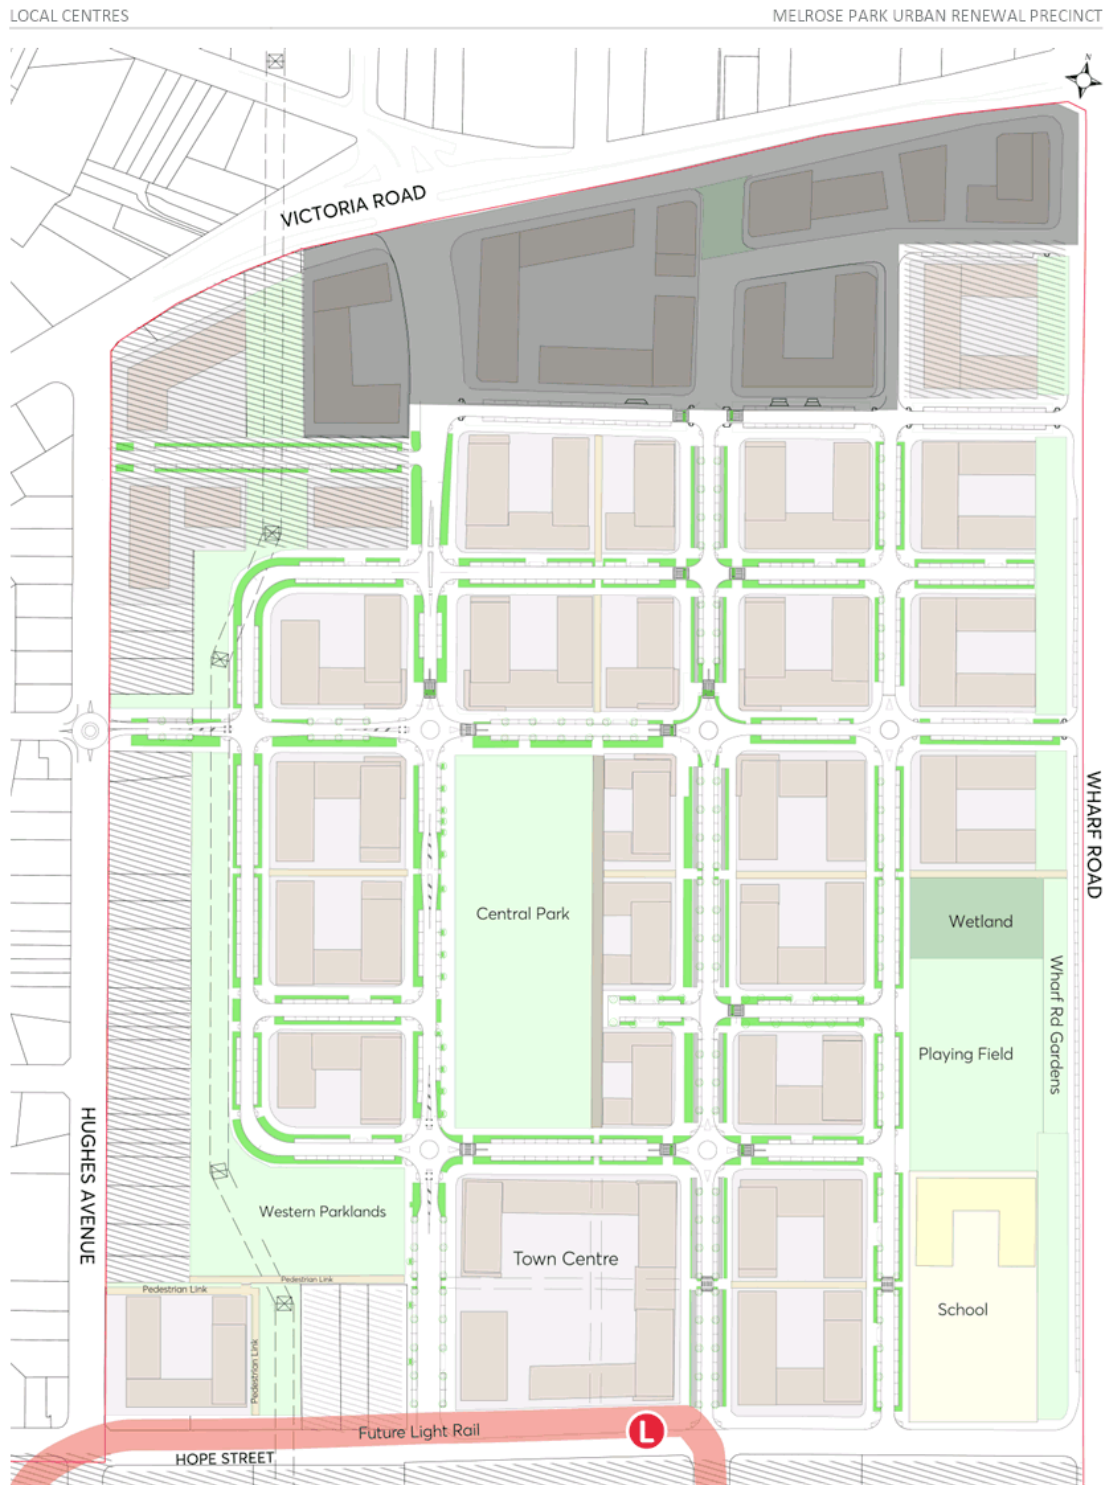 LOCAL CENTRES
MELROSE PARK URBAN RENEWAL PRECINCT
N
VICTORIA ROAD
WHARF ROAD
Central Park
Wetland
Wharf Rd Gardens
Playing Field
HUGHES AVENUE
Western Parklands
Town Centre
Pedestrian Link
Pedestrian Link
School
Pedestrian Link
Future Light Rail
L
HOPE STREET